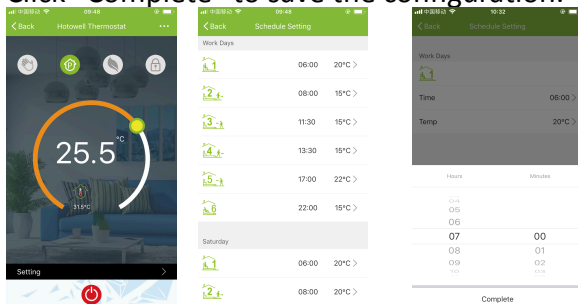 Click "Complete" to save the configuration.
中国移动 09:48
Back Hotowell Thermostat ...
25.5 °C
31.5°C
Setting
中国移动 09:48
Back Schedule Setting
Work Days
1 06:00 20°C
2 08:00 15°C
3 11:30 15°C
4 13:30 15°C
5 17:00 22°C
6 22:00 15°C
Saturday
1 06:00 20°C
2 08:00 20°C
中国移动 10:32
Back Schedule Setting
Work Days
1
Time 06:00
Temp 20°C
Hours Minutes
04
05
06
07 00
08 01
09 02
10 03
Complete